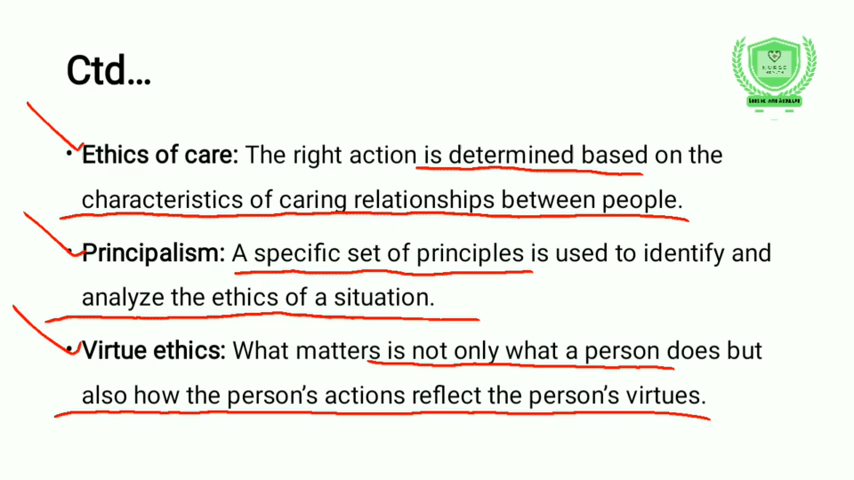 Ctd...
• Ethics of care: The right action is determined based on the
characteristics of caring relationships between people.
• Principalism: A specific set of principles is used to identify and
analyze the ethics of a situation.
• Virtue ethics: What matters is not only what a person does but
also how the person's actions reflect the person's virtues.